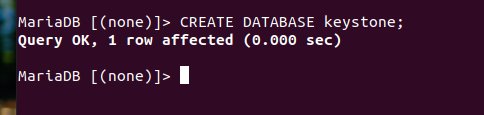 MariaDB [(none)]> CREATE DATABASE keystone;
Query OK, 1 row affected (0.000 sec)
MariaDB [(none)]>